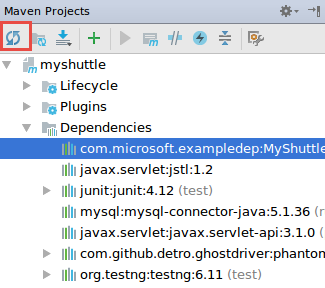 Maven Projects
myshuttle
Lifecycle
Plugins
Dependencies
com.microsoft.exampledep:MyShuttle
javax.servlet:jstl:1.2
junit:junit:4.12 (test)
mysql:mysql-connector-java:5.1.36
javax.servlet:javax.servlet-api:3.1.0
com.github.detro.ghostdriver:phantom
org.testng:testng:6.11 (test)